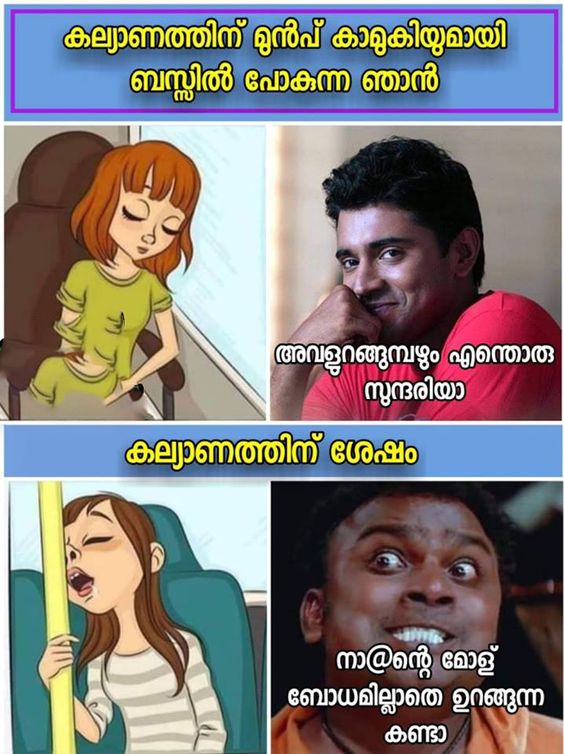 കല്യാണത്തിന് മുൻപ് കാമുകിയുമായി
ബസ്സിൽ പോകുന്ന ഞാൻ
അവളുറങ്ങുമ്പഴും എന്തൊരു
സുന്ദരിയാ
കല്യാണത്തിന് ശേഷം
നാ@ന്റെ മോള്
ബോധമില്ലാതെ ഉറങ്ങുന്ന
കണ്ടാ